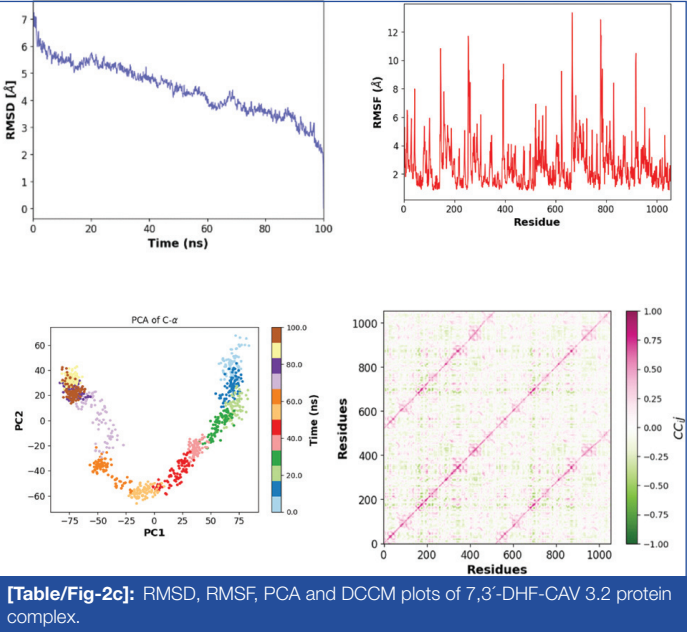 7
6
5
4
3
2
1
0
RMSD [Å]
0 20 40 60 80 100
Time (ns)
12
10
8
6
4
2
RMSF (Å)
0 200 400 600 800 1000
Residue
PCA of C-α
60
40
20
0
−20
−40
−60
PC2
−75 −50 −25 0 25 50 75
PC1
100.0
80.0
60.0
40.0
20.0
0.0
Time (ns)
1000
800
600
400
200
0
Residues
0 200 400 600 800 1000
Residues
1.00
0.75
0.50
0.25
0.00
−0.25
−0.50
−0.75
−1.00
CCij
[Table/Fig-2c]: RMSD, RMSF, PCA and DCCM plots of 7,3´-DHF-CAV 3.2 protein
complex.